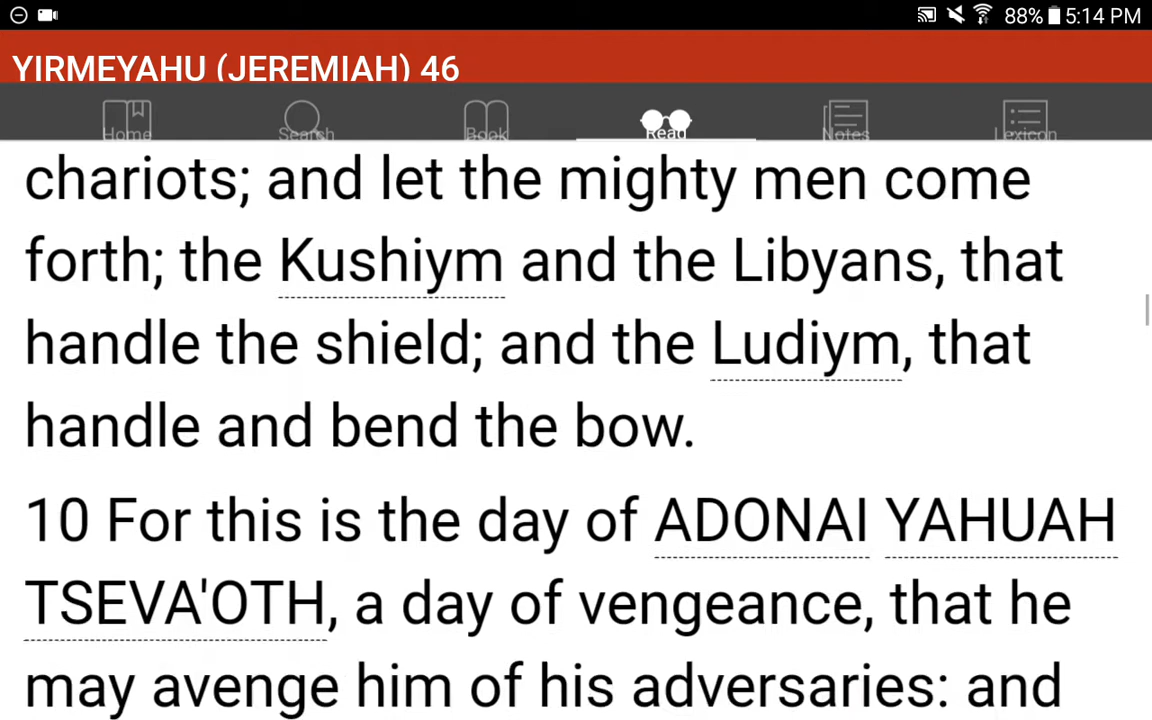 88% 5:14 PM
YIRMEYAHU (JEREMIAH) 46
Home Search Book Read Notes Lexicon
chariots; and let the mighty men come
forth; the Kushiym and the Libyans, that
handle the shield; and the Ludiym, that
handle and bend the bow.
10 For this is the day of ADONAI YAHUAH
TSEVA'OTH, a day of vengeance, that he
may avenge him of his adversaries: and